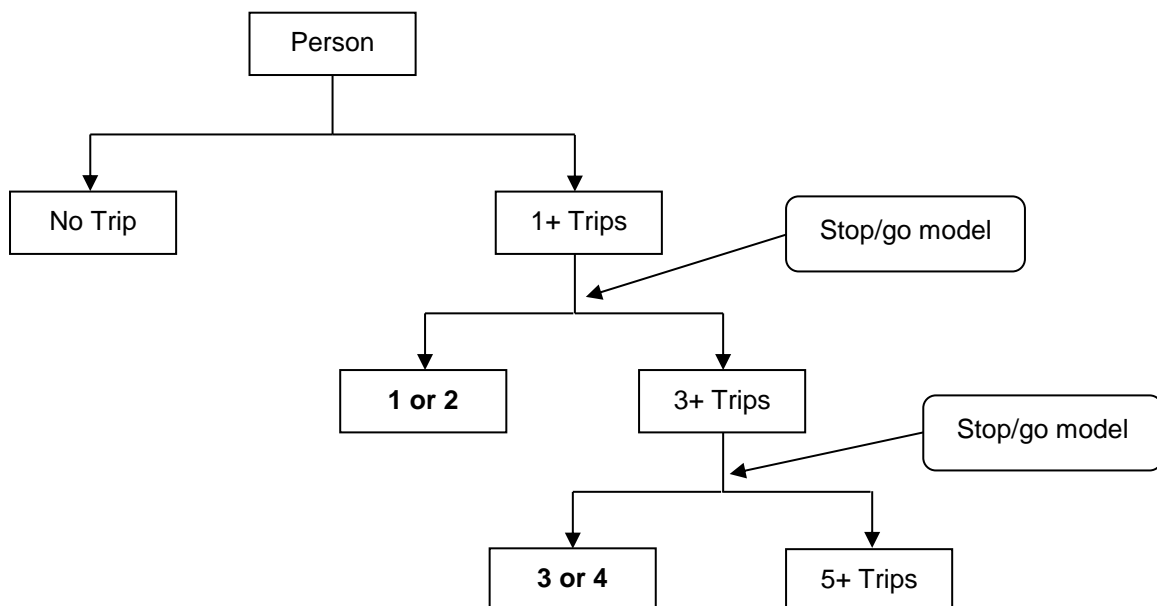 Person
No Trip
1+ Trips
Stop/go model
1 or 2
3+ Trips
Stop/go model
3 or 4
5+ Trips